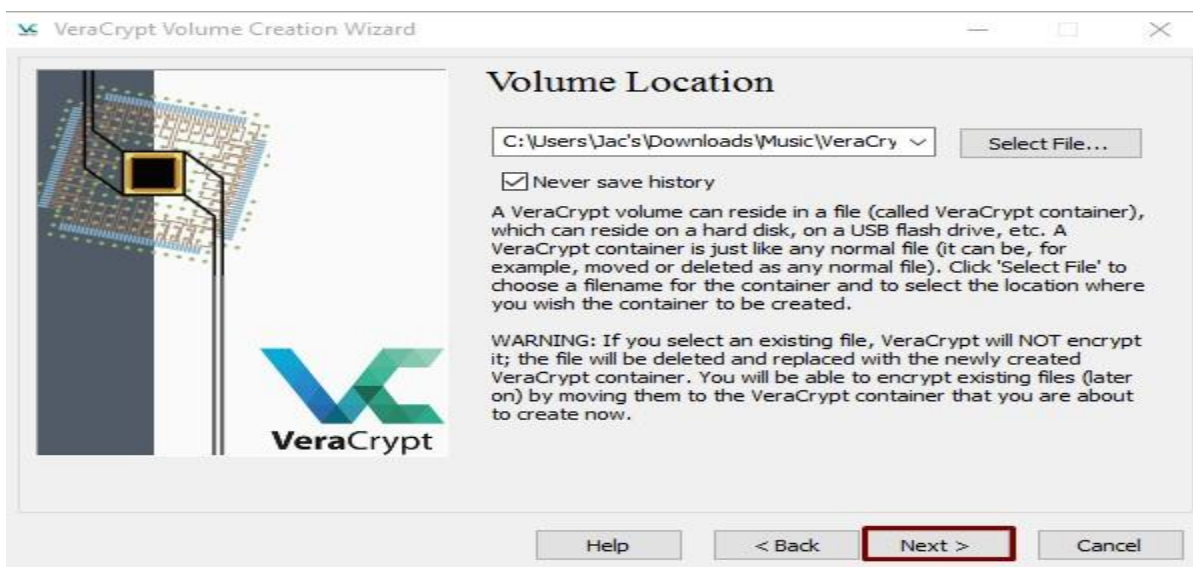 VeraCrypt Volume Creation Wizard
Volume Location
C:\Users\Jac's\Downloads\Music\VeraCry
Select File...
Never save history
A VeraCrypt volume can reside in a file (called VeraCrypt container),
which can reside on a hard disk, on a USB flash drive, etc. A
VeraCrypt container is just like any normal file (it can be, for
example, moved or deleted as any normal file). Click 'Select File' to
choose a filename for the container and to select the location where
you wish the container to be created.
WARNING: If you select an existing file, VeraCrypt will NOT encrypt
it; the file will be deleted and replaced with the newly created
VeraCrypt container. You will be able to encrypt existing files (later
on) by moving them to the VeraCrypt container that you are about
to create now.
VeraCrypt
Help
< Back
Next >
Cancel